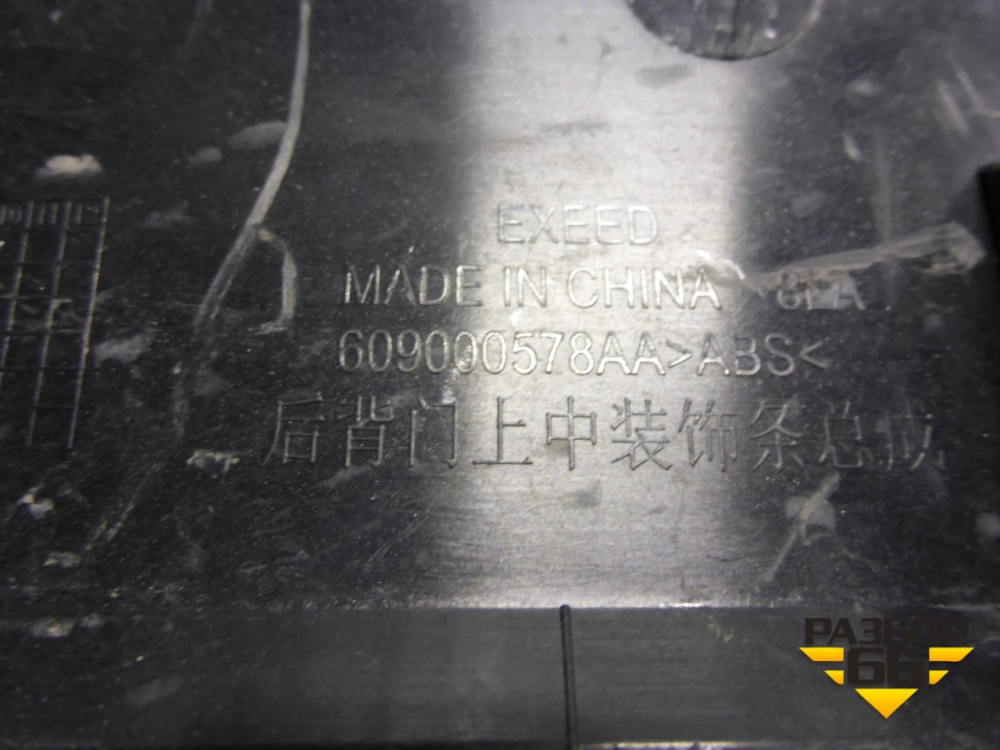 EXEED
MADE IN CHINA
609000578AA>ABS<
后背门上中装饰条总成
РАЗБОР
66